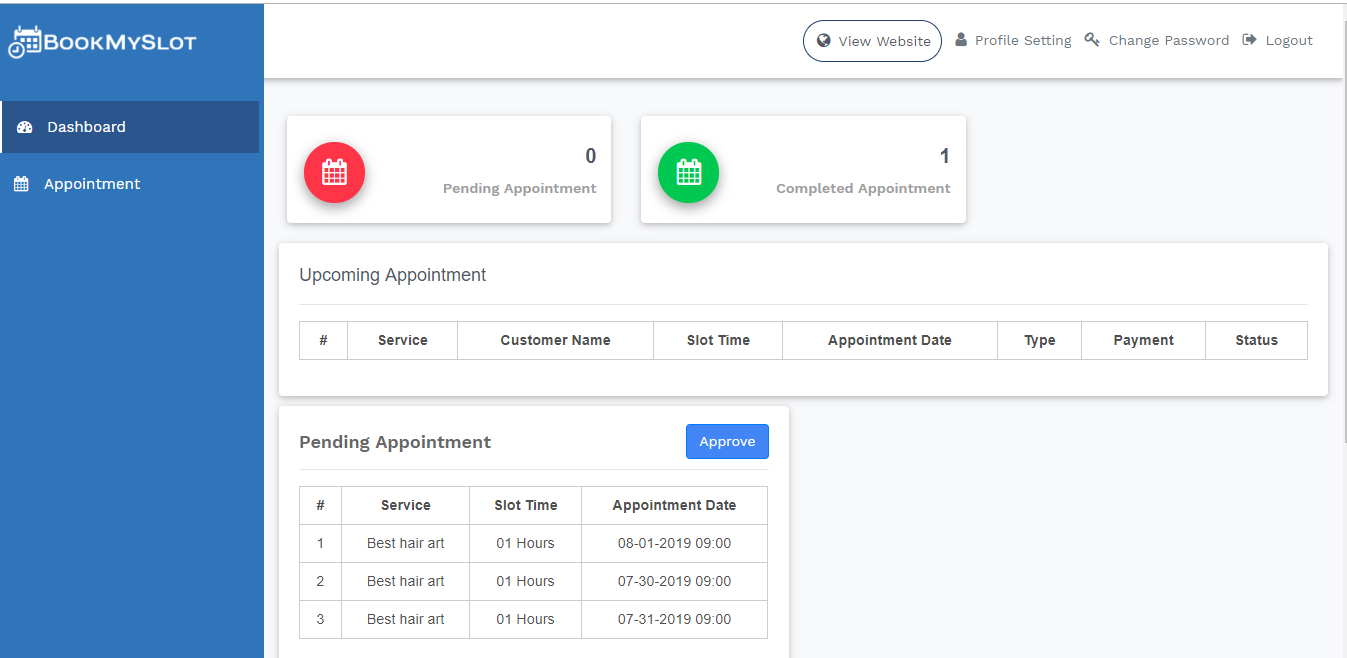 BookMySlot
View Website Profile Setting Change Password Logout
Dashboard
Appointment
0
Pending Appointment
1
Completed Appointment
Upcoming Appointment
# Service Customer Name Slot Time Appointment Date Type Payment Status
Pending Appointment Approve
# Service Slot Time Appointment Date
1 Best hair art 01 Hours 08-01-2019 09:00
2 Best hair art 01 Hours 07-30-2019 09:00
3 Best hair art 01 Hours 07-31-2019 09:00